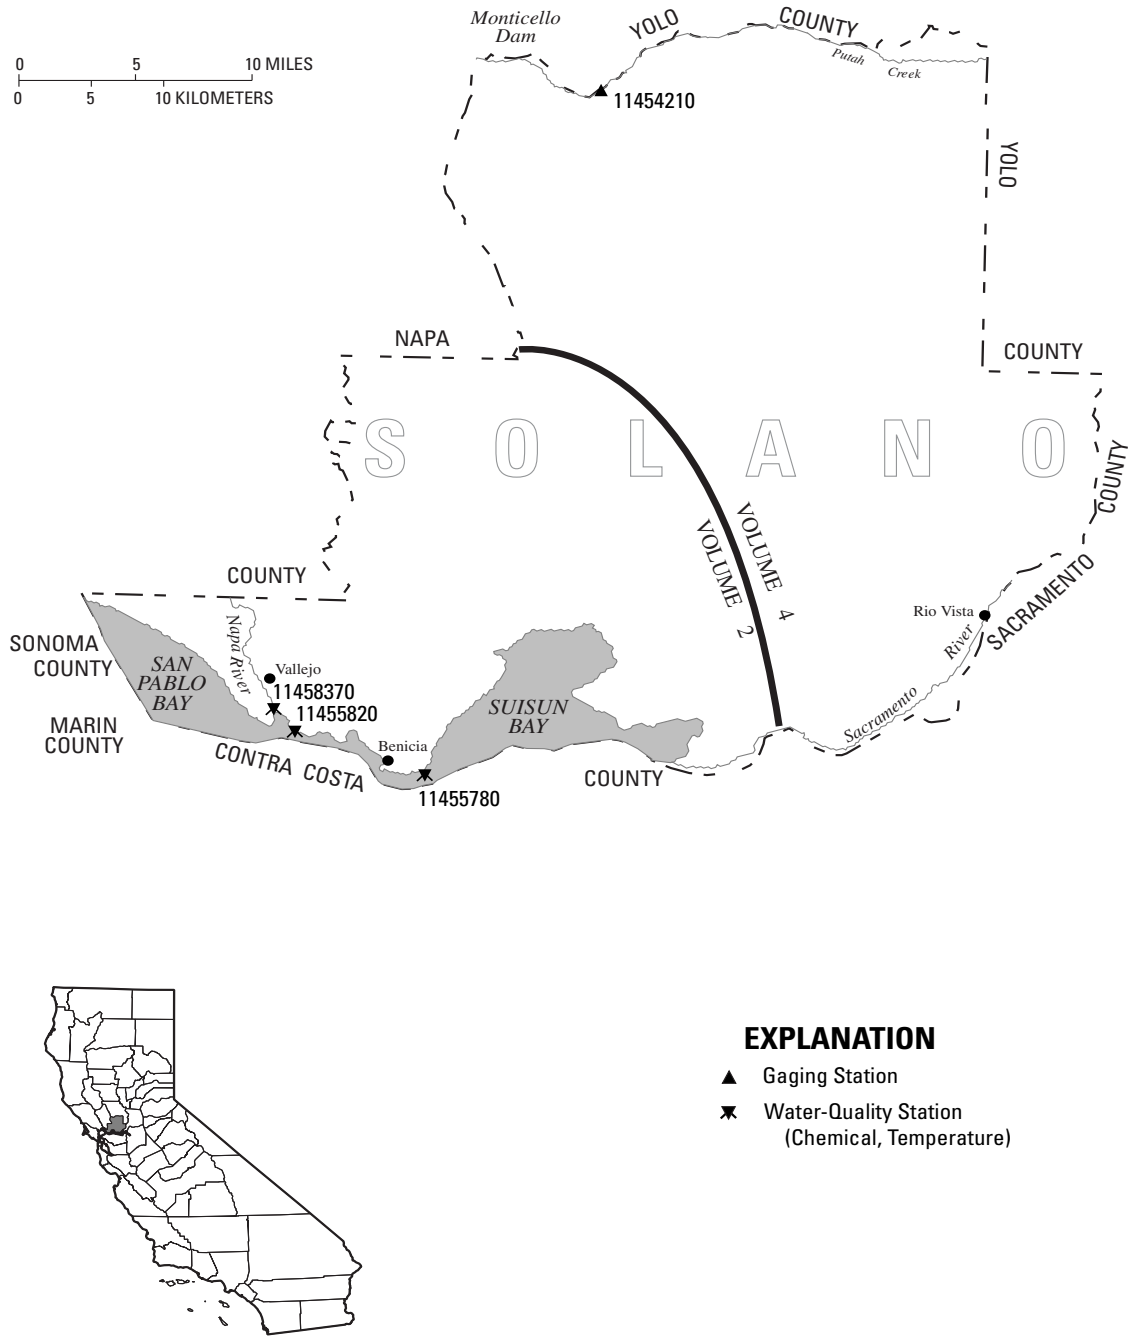 Monticello
Dam
YOLO
COUNTY
Putah
Creek
0 5 10 MILES
0 5 10 KILOMETERS
11454210
YOLO
NAPA
COUNTY
SOLANO
COUNTY
VOLUME 4
VOLUME 2
COUNTY
SACRAMENTO
Rio Vista
River
Sacramento
SONOMA
COUNTY
Napa River
SAN
PABLO
BAY
Vallejo
11458370
11455820
SUISUN
BAY
MARIN
COUNTY
CONTRA COSTA
Benicia
COUNTY
11455780
EXPLANATION
Gaging Station
Water-Quality Station
(Chemical, Temperature)